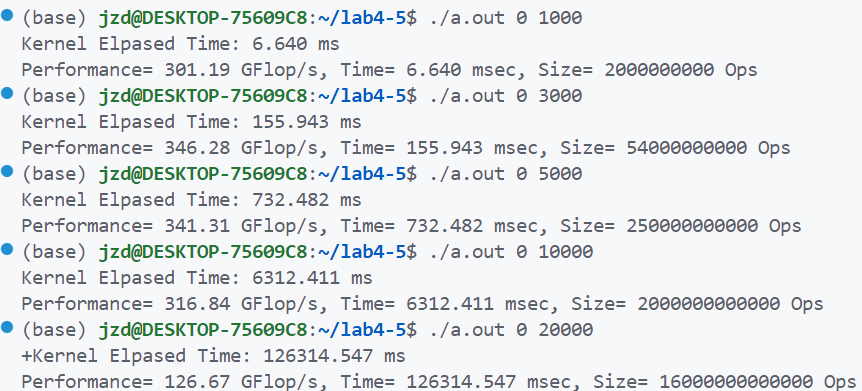 (base) jzd@DESKTOP-75609C8:~/lab4-5$ ./a.out 0 1000
Kernel Elpased Time: 6.640 ms
Performance= 301.19 GFlop/s, Time= 6.640 msec, Size= 2000000000 Ops
(base) jzd@DESKTOP-75609C8:~/lab4-5$ ./a.out 0 3000
Kernel Elpased Time: 155.943 ms
Performance= 346.28 GFlop/s, Time= 155.943 msec, Size= 54000000000 Ops
(base) jzd@DESKTOP-75609C8:~/lab4-5$ ./a.out 0 5000
Kernel Elpased Time: 732.482 ms
Performance= 341.31 GFlop/s, Time= 732.482 msec, Size= 250000000000 Ops
(base) jzd@DESKTOP-75609C8:~/lab4-5$ ./a.out 0 10000
Kernel Elpased Time: 6312.411 ms
Performance= 316.84 GFlop/s, Time= 6312.411 msec, Size= 2000000000000 Ops
(base) jzd@DESKTOP-75609C8:~/lab4-5$ ./a.out 0 20000
+Kernel Elpased Time: 126314.547 ms
Performance= 126.67 GFlop/s, Time= 126314.547 msec, Size= 16000000000000 Ops